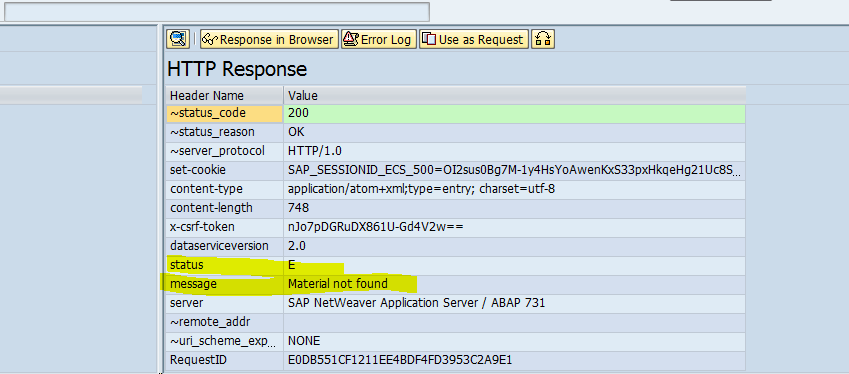 Response in Browser Error Log Use as Request
HTTP Response
Header Name Value
~status_code 200
~status_reason OK
~server_protocol HTTP/1.0
set-cookie SAP_SESSIONID_ECS_500=OI2sus0Bg7M-1y4HsYoAwenKxS33pxHkqeHg21Uc8S...
content-type application/atom+xml;type=entry; charset=utf-8
content-length 748
x-csrf-token nJo7pDGRuDX861U-Gd4V2w==
dataserviceversion 2.0
status E
message Material not found
server SAP NetWeaver Application Server / ABAP 731
~remote_addr
~uri_scheme_exp... NONE
RequestID E0DB551CF1211EE4BDF4FD3953C2A9E1